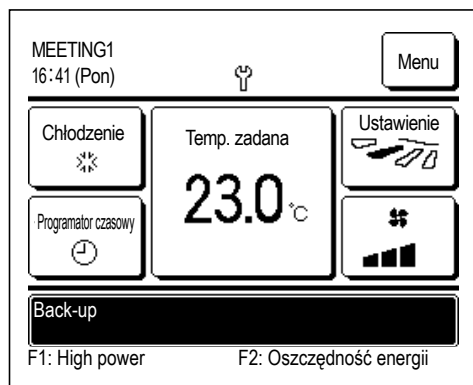 MEETING1
16:41 (Pon)
Menu
Chłodzenie
Temp. zadana
Ustawienie
23.0 °C
Programator czasowy
Back-up
F1: High power F2: Oszczędność energii